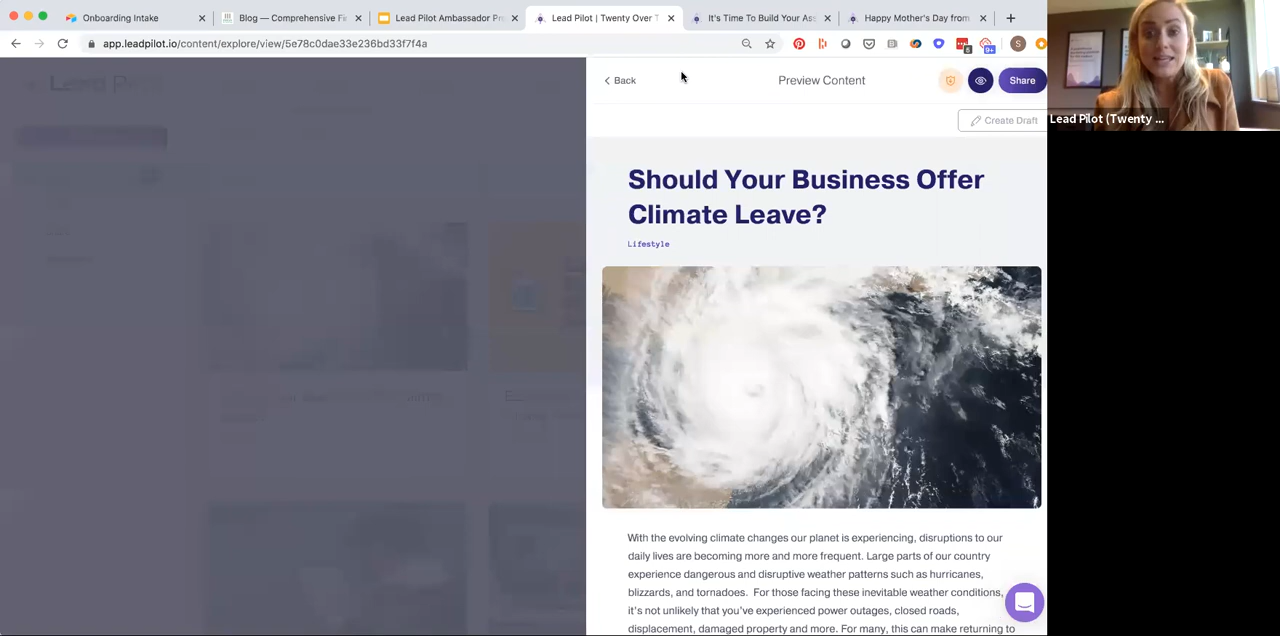 Onboarding Intake
Blog — Comprehensive Fi
Lead Pilot Ambassador Pr
Lead Pilot | Twenty Over T
It's Time To Build Your Ass
Happy Mother's Day from
app.leadpilot.io/content/explore/view/5e78c0dae33e236bd33f7f4a
5
9+
S
Back
Preview Content
Share
Lead Pilot (Twenty ...
Create Draft
Should Your Business Offer
Climate Leave?
Lifestyle
With the evolving climate changes our planet is experiencing, disruptions to our
daily lives are becoming more and more frequent. Large parts of our country
experience dangerous and disruptive weather patterns such as hurricanes,
blizzards, and tornadoes. For those facing these inevitable weather conditions,
it's not unlikely that you've experienced power outages, closed roads,
displacement, damaged property and more. For many, this can make returning to